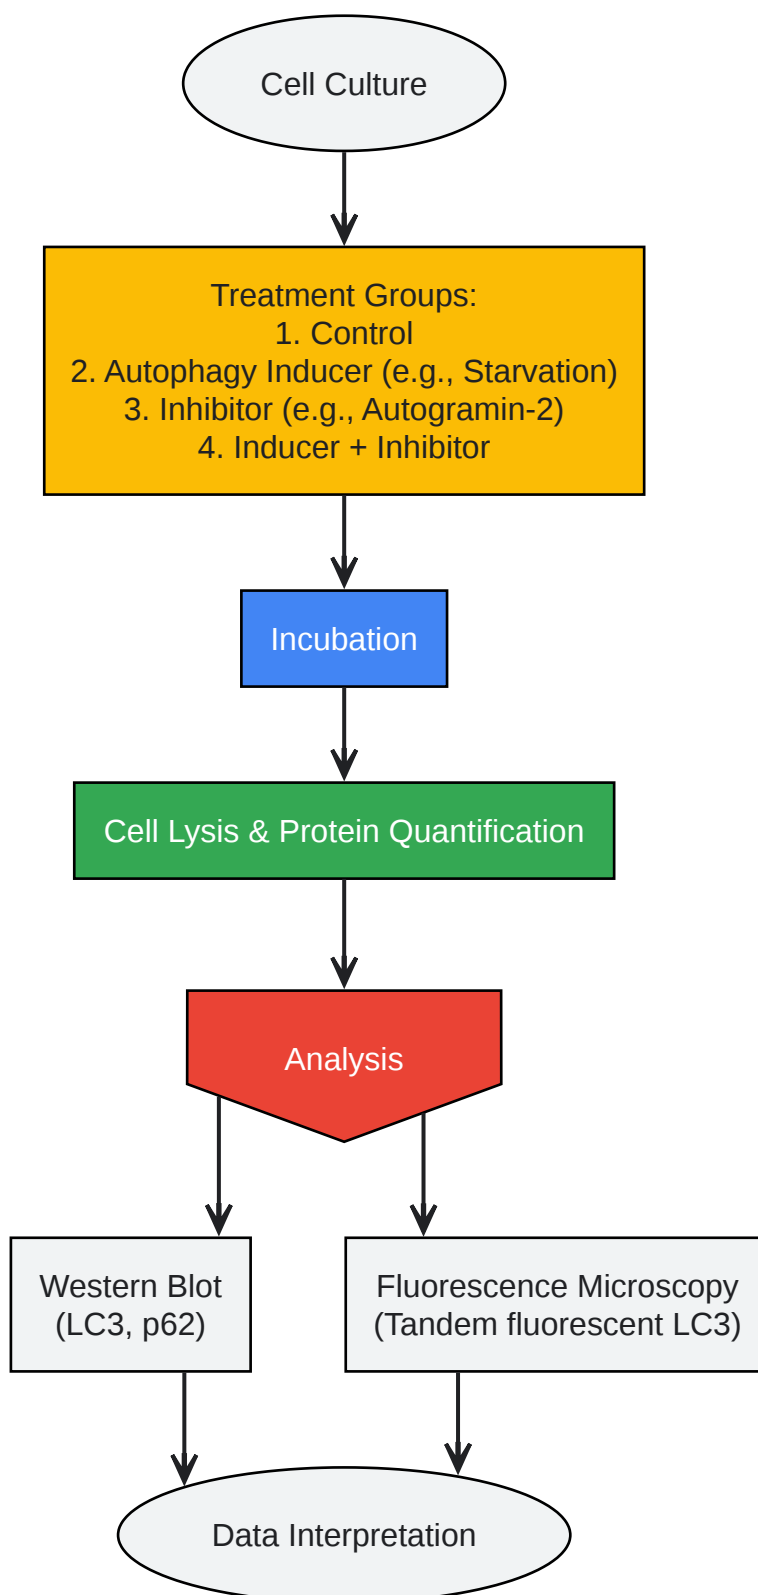 Cell Culture
Treatment Groups:
1. Control
2. Autophagy Inducer (e.g., Starvation)
3. Inhibitor (e.g., Autogramin-2)
4. Inducer + Inhibitor
Incubation
Cell Lysis & Protein Quantification
Analysis
Western Blot
(LC3, p62)
Fluorescence Microscopy
(Tandem fluorescent LC3)
Data Interpretation